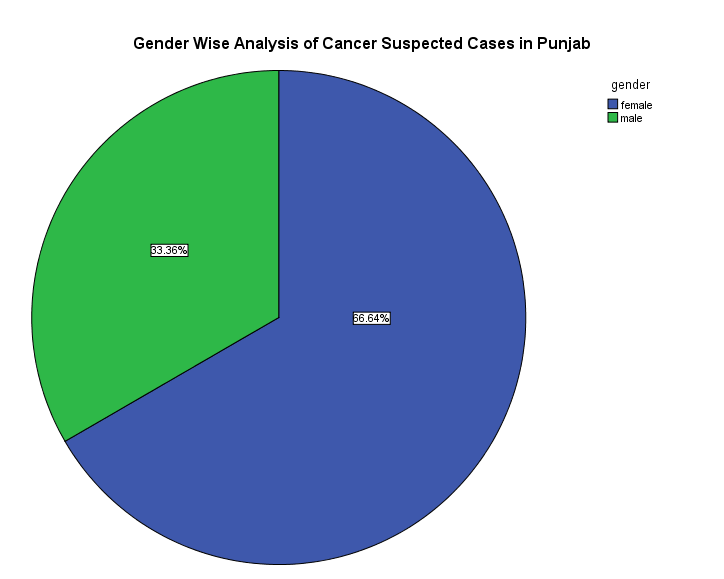 Gender Wise Analysis of Cancer Suspected Cases in Punjab
gender
female
male
33.36%
66.64%